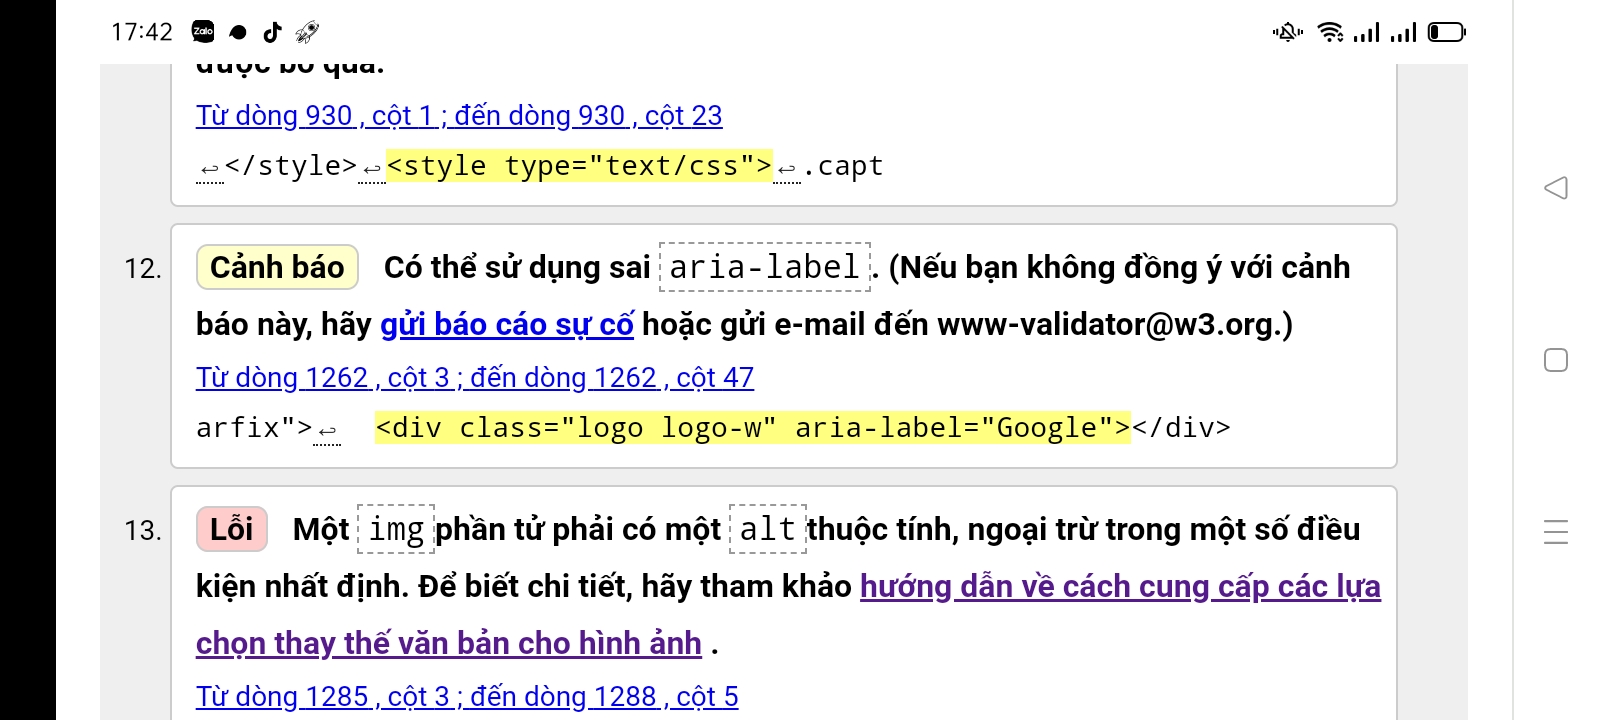 17:42
Zalo
được bỏ qua.
Từ dòng 930 , cột 1 ; đến dòng 930 , cột 23
↩</style>↩<style type="text/css">↩.capt
12. Cảnh báo Có thể sử dụng sai aria-label. (Nếu bạn không đồng ý với cảnh
báo này, hãy gửi báo cáo sự cố hoặc gửi e-mail đến www-validator@w3.org.)
Từ dòng 1262 , cột 3 ; đến dòng 1262 , cột 47
arfix">↩ <div class="logo logo-w" aria-label="Google"></div>
13. Lỗi Một img phần tử phải có một alt thuộc tính, ngoại trừ trong một số điều
kiện nhất định. Để biết chi tiết, hãy tham khảo hướng dẫn về cách cung cấp các lựa
chọn thay thế văn bản cho hình ảnh .
Từ dòng 1285 , cột 3 ; đến dòng 1288 , cột 5